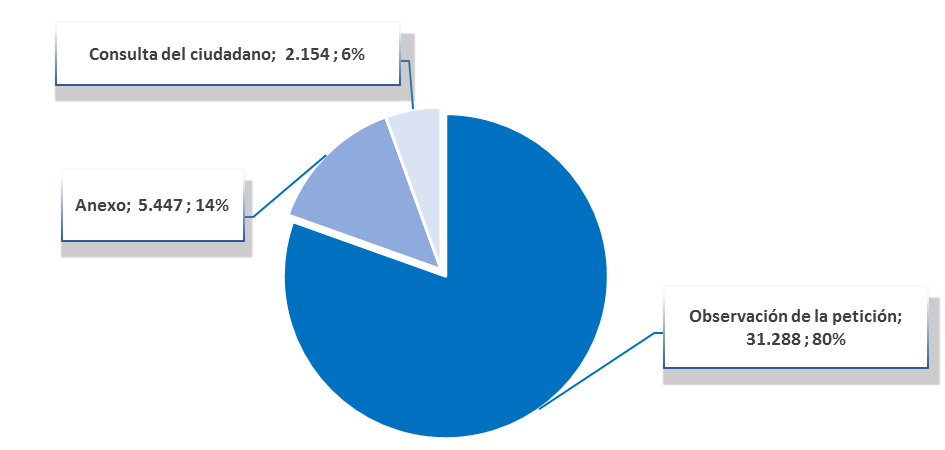 Consulta del ciudadano; 2.154 ; 6%
Anexo; 5.447 ; 14%
Observación de la petición;
31.288 ; 80%